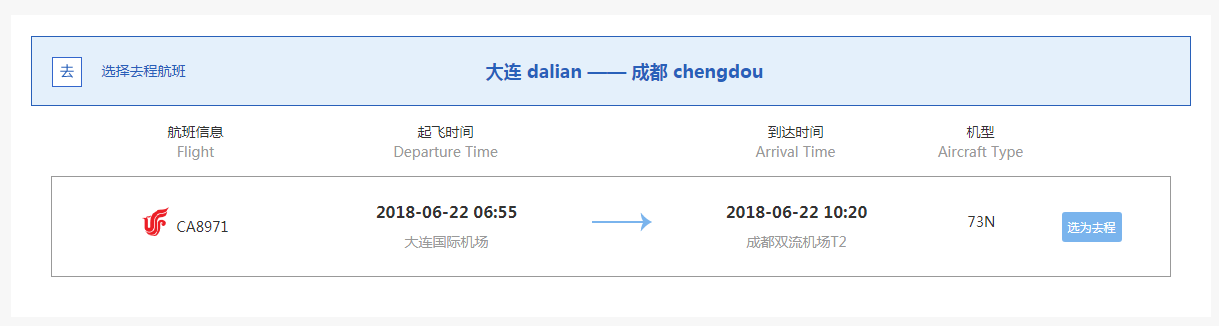 去 选择去程航班 大连 dalian —— 成都 chengdou
航班信息 起飞时间 到达时间 机型
Flight Departure Time Arrival Time Aircraft Type
CA8971 2018-06-22 06:55 2018-06-22 10:20 73N 选为去程
大连国际机场 成都双流机场T2